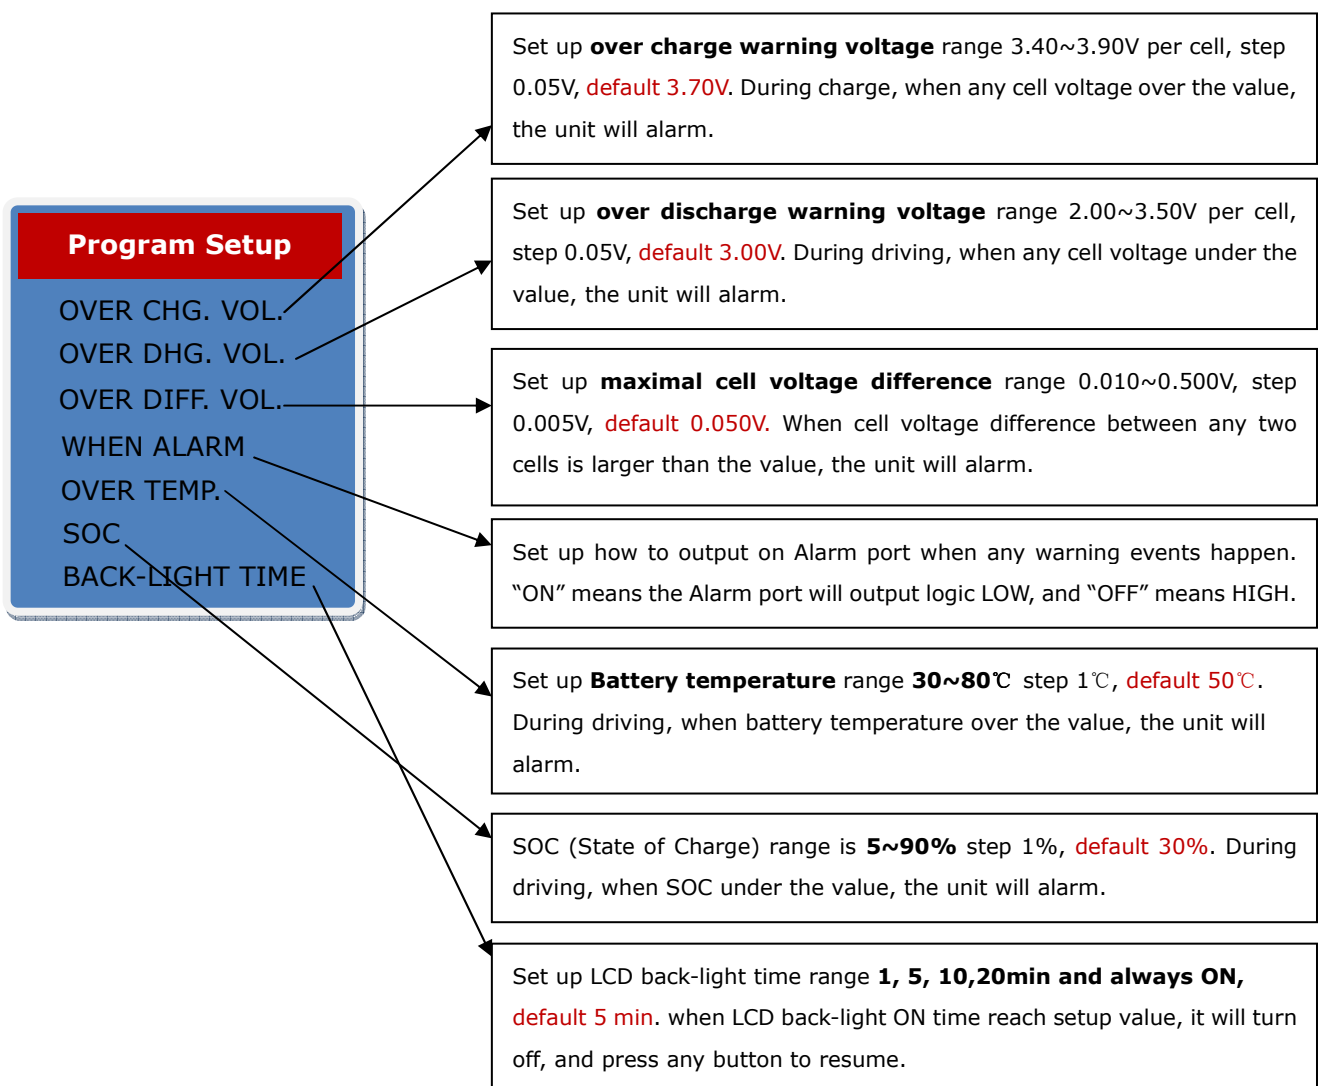 Program Setup
OVER CHG. VOL.
OVER DHG. VOL.
OVER DIFF. VOL.
WHEN ALARM
OVER TEMP.
SOC
BACK-LIGHT TIME
Set up over charge warning voltage range 3.40~3.90V per cell, step
0.05V, default 3.70V. During charge, when any cell voltage over the value,
the unit will alarm.
Set up over discharge warning voltage range 2.00~3.50V per cell,
step 0.05V, default 3.00V. During driving, when any cell voltage under the
value, the unit will alarm.
Set up maximal cell voltage difference range 0.010~0.500V, step
0.005V, default 0.050V. When cell voltage difference between any two
cells is larger than the value, the unit will alarm.
Set up how to output on Alarm port when any warning events happen.
“ON” means the Alarm port will output logic LOW, and “OFF” means HIGH.
Set up Battery temperature range 30~80℃ step 1℃, default 50℃.
During driving, when battery temperature over the value, the unit will
alarm.
SOC (State of Charge) range is 5~90% step 1%, default 30%. During
driving, when SOC under the value, the unit will alarm.
Set up LCD back-light time range 1, 5, 10,20min and always ON,
default 5 min. when LCD back-light ON time reach setup value, it will turn
off, and press any button to resume.